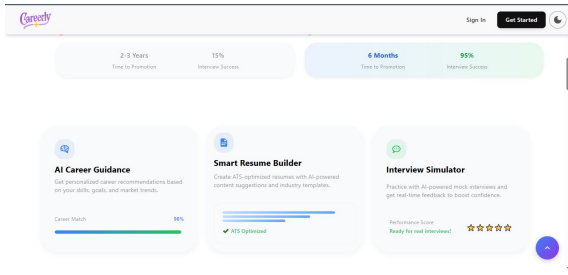 Careerly
Sign In
Get Started
2-3 Years
15%
Time to Promotion
Interview Success
6 Months
95%
Time to Promotion
Interview Success
AI Career Guidance
Get personalized career recommendations based
on your skills, goals, and market trends.
Career Match
98%
Smart Resume Builder
Create ATS-optimized resumes with AI-powered
content suggestions and industry templates.
✔ ATS Optimized
Interview Simulator
Practice with AI-powered mock interviews and
get real-time feedback to boost confidence.
Performance Score
Ready for real interviews!